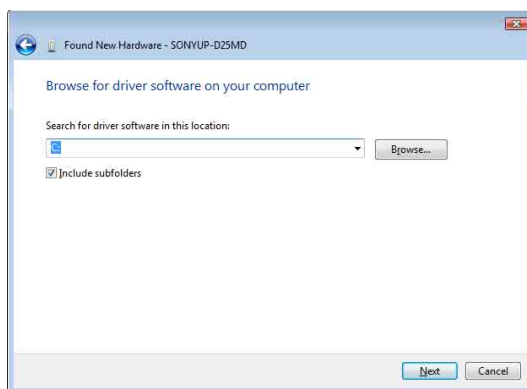 Found New Hardware - SONYUP-D25MD
Browse for driver software on your computer
Search for driver software in this location:
C:
Browse...
Include subfolders
Next
Cancel